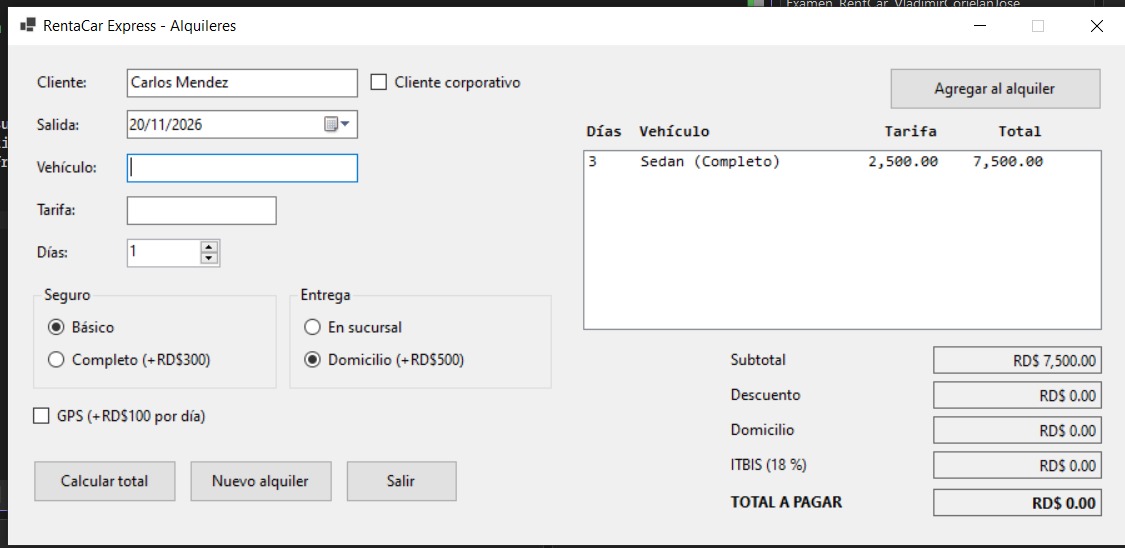 Examen_RentCar_VladimirCorielanJose
RentaCar Express - Alquileres
Cliente: Carlos Mendez Cliente corporativo
Agregar al alquiler
Salida: 20/11/2026
Vehículo:
Tarifa:
Días: 1
Días Vehículo Tarifa Total
3 Sedan (Completo) 2,500.00 7,500.00
Seguro
Básico
Completo (+RD$300)
Entrega
En sucursal
Domicilio (+RD$500)
GPS (+RD$100 por día)
Subtotal RD$ 7,500.00
Descuento RD$ 0.00
Domicilio RD$ 0.00
ITBIS (18 %) RD$ 0.00
TOTAL A PAGAR RD$ 0.00
Calcular total
Nuevo alquiler
Salir